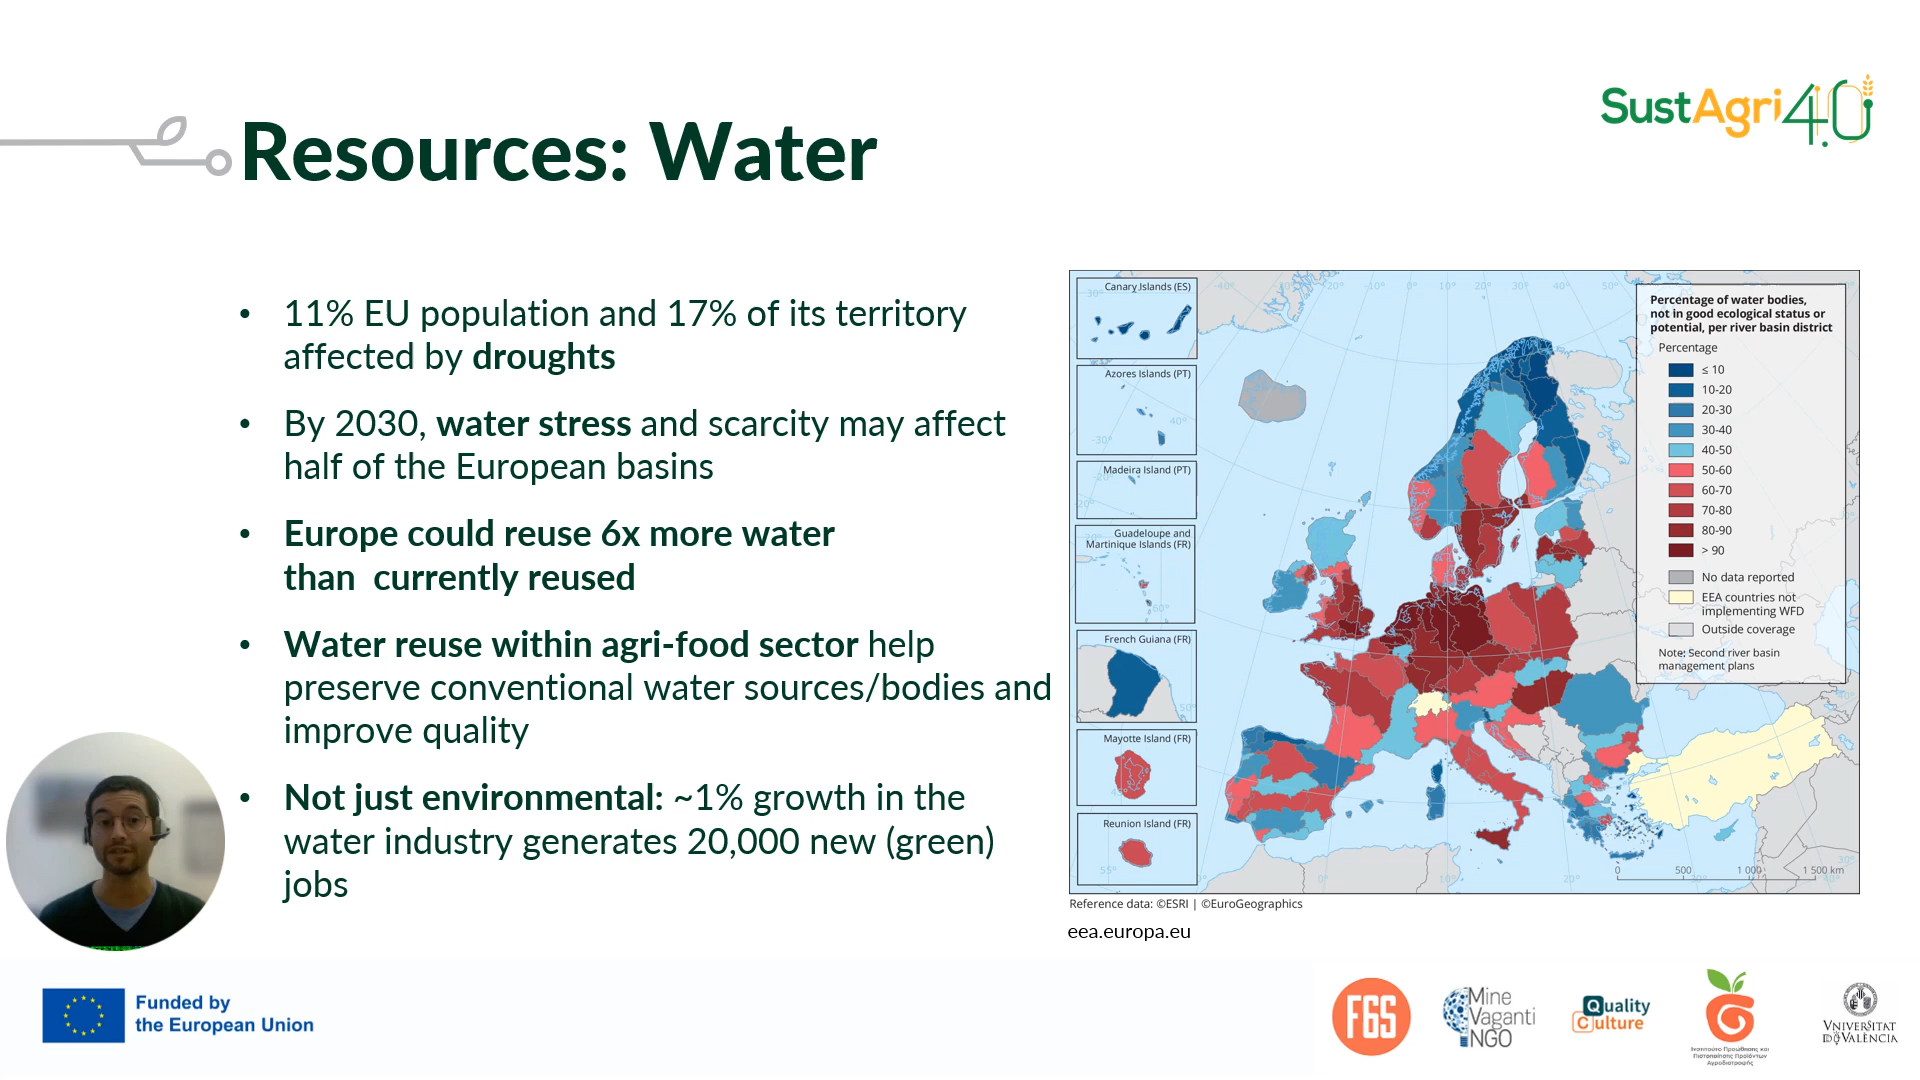 SustAgri4.0
Resources: Water
• 11% EU population and 17% of its territory
affected by droughts
• By 2030, water stress and scarcity may affect
half of the European basins
• Europe could reuse 6x more water
than currently reused
• Water reuse within agri-food sector help
preserve conventional water sources/bodies and
improve quality
• Not just environmental: ~1% growth in the
water industry generates 20,000 new (green)
jobs
Canary Islands (ES)
Azores Islands (PT)
Madeira Island (PT)
Guadeloupe and
Martinique Islands (FR)
French Guiana (FR)
Mayotte Island (FR)
Reunion Island (FR)
Percentage of water bodies,
not in good ecological status or
potential, per river basin district
Percentage
≤ 10
10-20
20-30
30-40
40-50
50-60
60-70
70-80
80-90
> 90
No data reported
EEA countries not
implementing WFD
Outside coverage
Note: Second river basin
management plans
0 500 1 000 1 500 km
Reference data: ©ESRI | ©EuroGeographics
eea.europa.eu
Funded by
the European Union
FGS
Mine
Vaganti
NGO
Quality
Culture
Ινστιτούτο Προώθησης και
Πιστοποίησης Προϊόντων
Αγροδιατροφής
VNIVERSITAT
ID VALÈNCIA